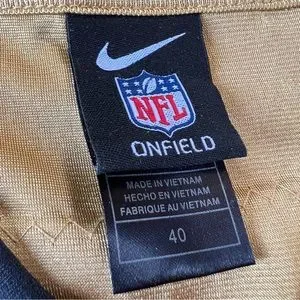 NFL
ONFIELD
MADE IN VIETNAM
HECHO EN VIETNAM
FABRIQUE AU VIETNAM
40